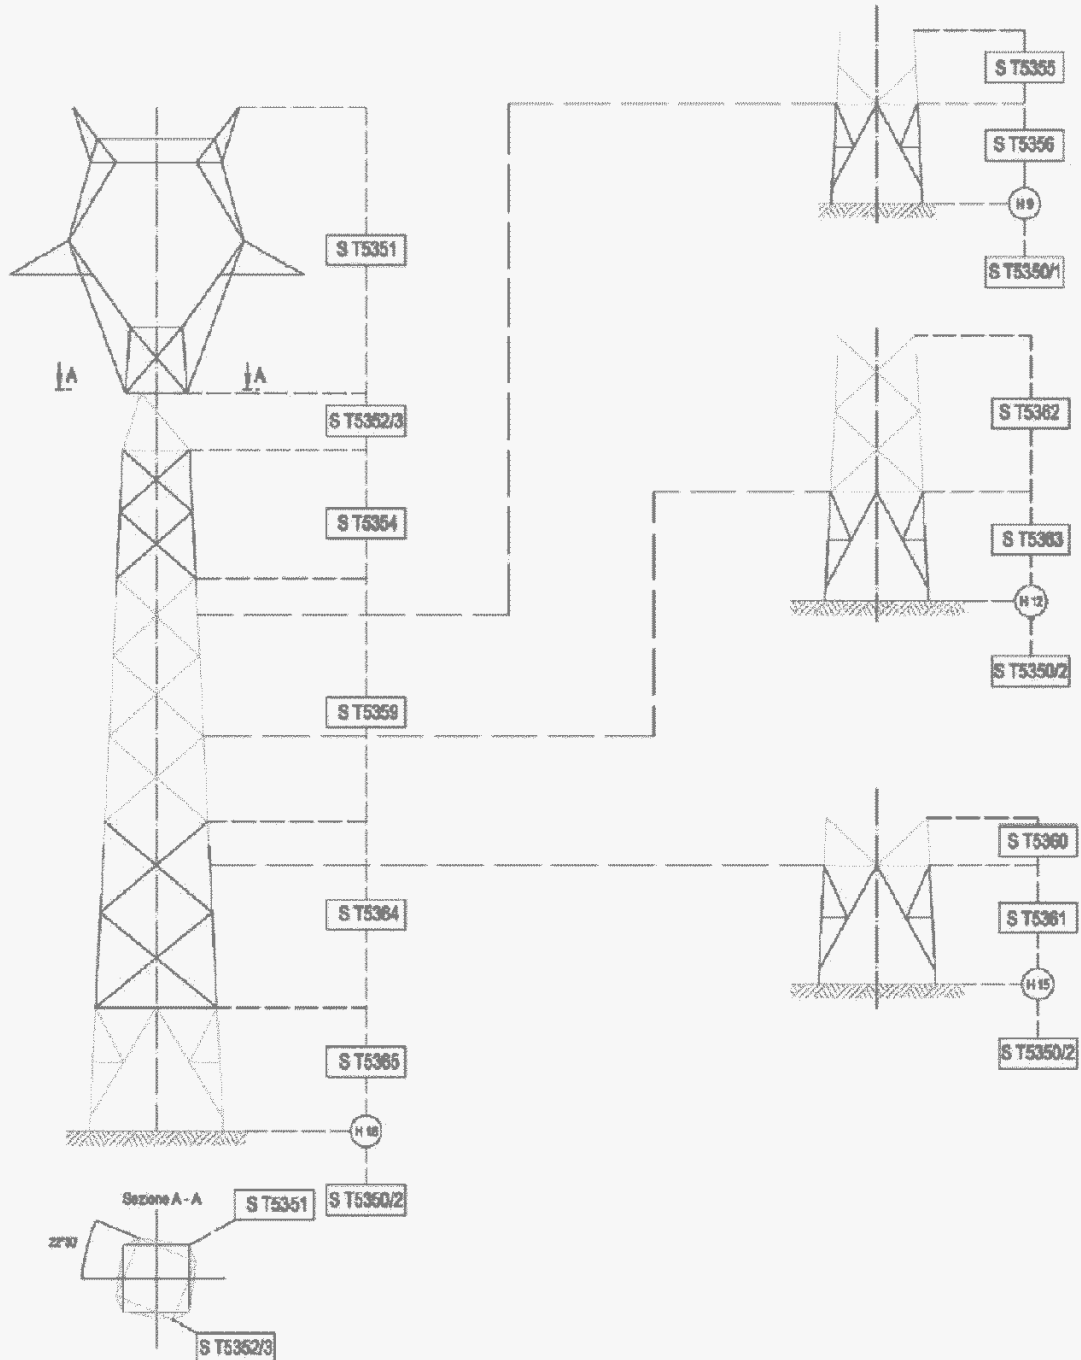 S T5355
S T5356
H 9
S T5350/1
S T5351
A
A
S T5352/3
S T5362
S T5354
S T5363
H 12
S T5350/2
S T5359
S T5360
S T5364
S T5361
H 15
S T5350/2
S T5365
H 18
Sezione A - A
S T5351
S T5350/2
22°30'
S T5352/3